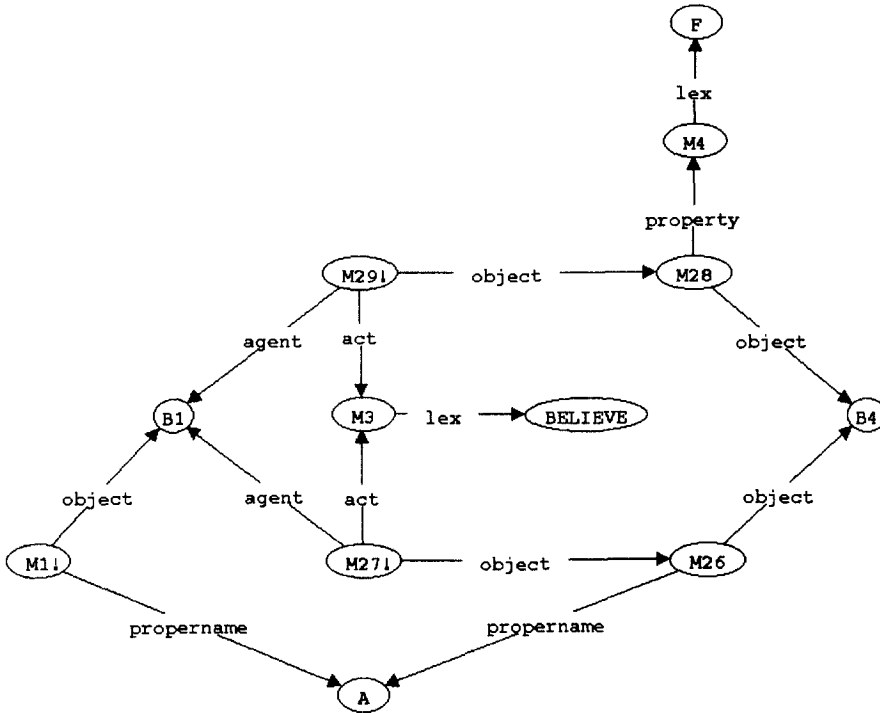 F
lex
M4
property
M29! object M28
agent act object
B1 M3 lex BELIEVE B4
object agent act object
M1! M27! object M26
propername propername
A